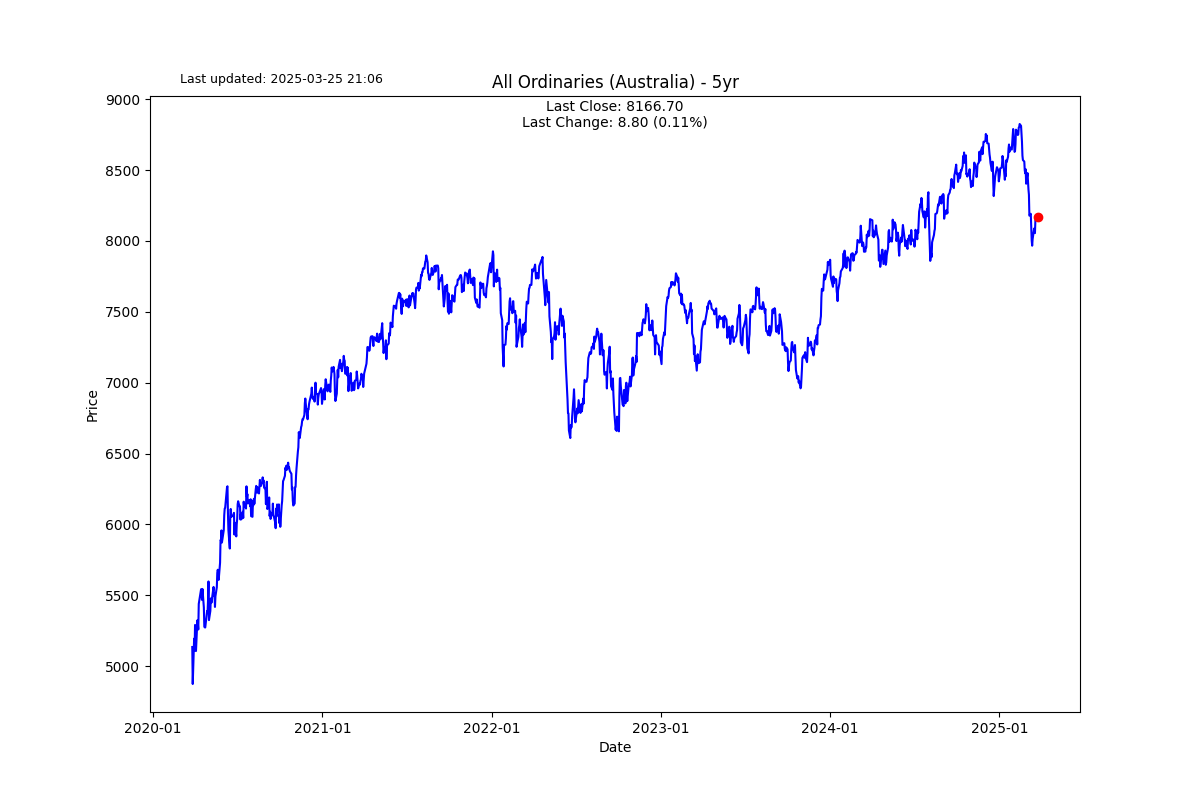 Last updated: 2025-03-25 21:06
All Ordinaries (Australia) - 5yr
Last Close: 8166.70
Last Change: 8.80 (0.11%)
9000
8500
8000
7500
7000
6500
6000
5500
5000
Price
2020-01
2021-01
2022-01
2023-01
2024-01
2025-01
Date